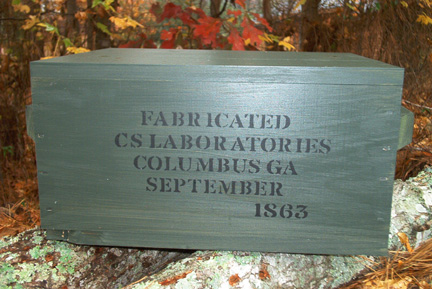 FABRICATED
CS LABORATORIES
COLUMBUS GA
SEPTEMBER
1863